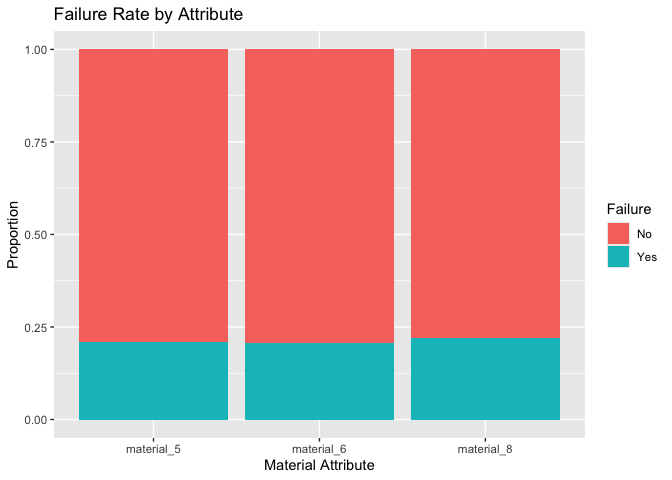 Failure Rate by Attribute
1.00
0.75
0.50
0.25
0.00
Proportion
material_5
material_6
material_8
Material Attribute
Failure
No
Yes